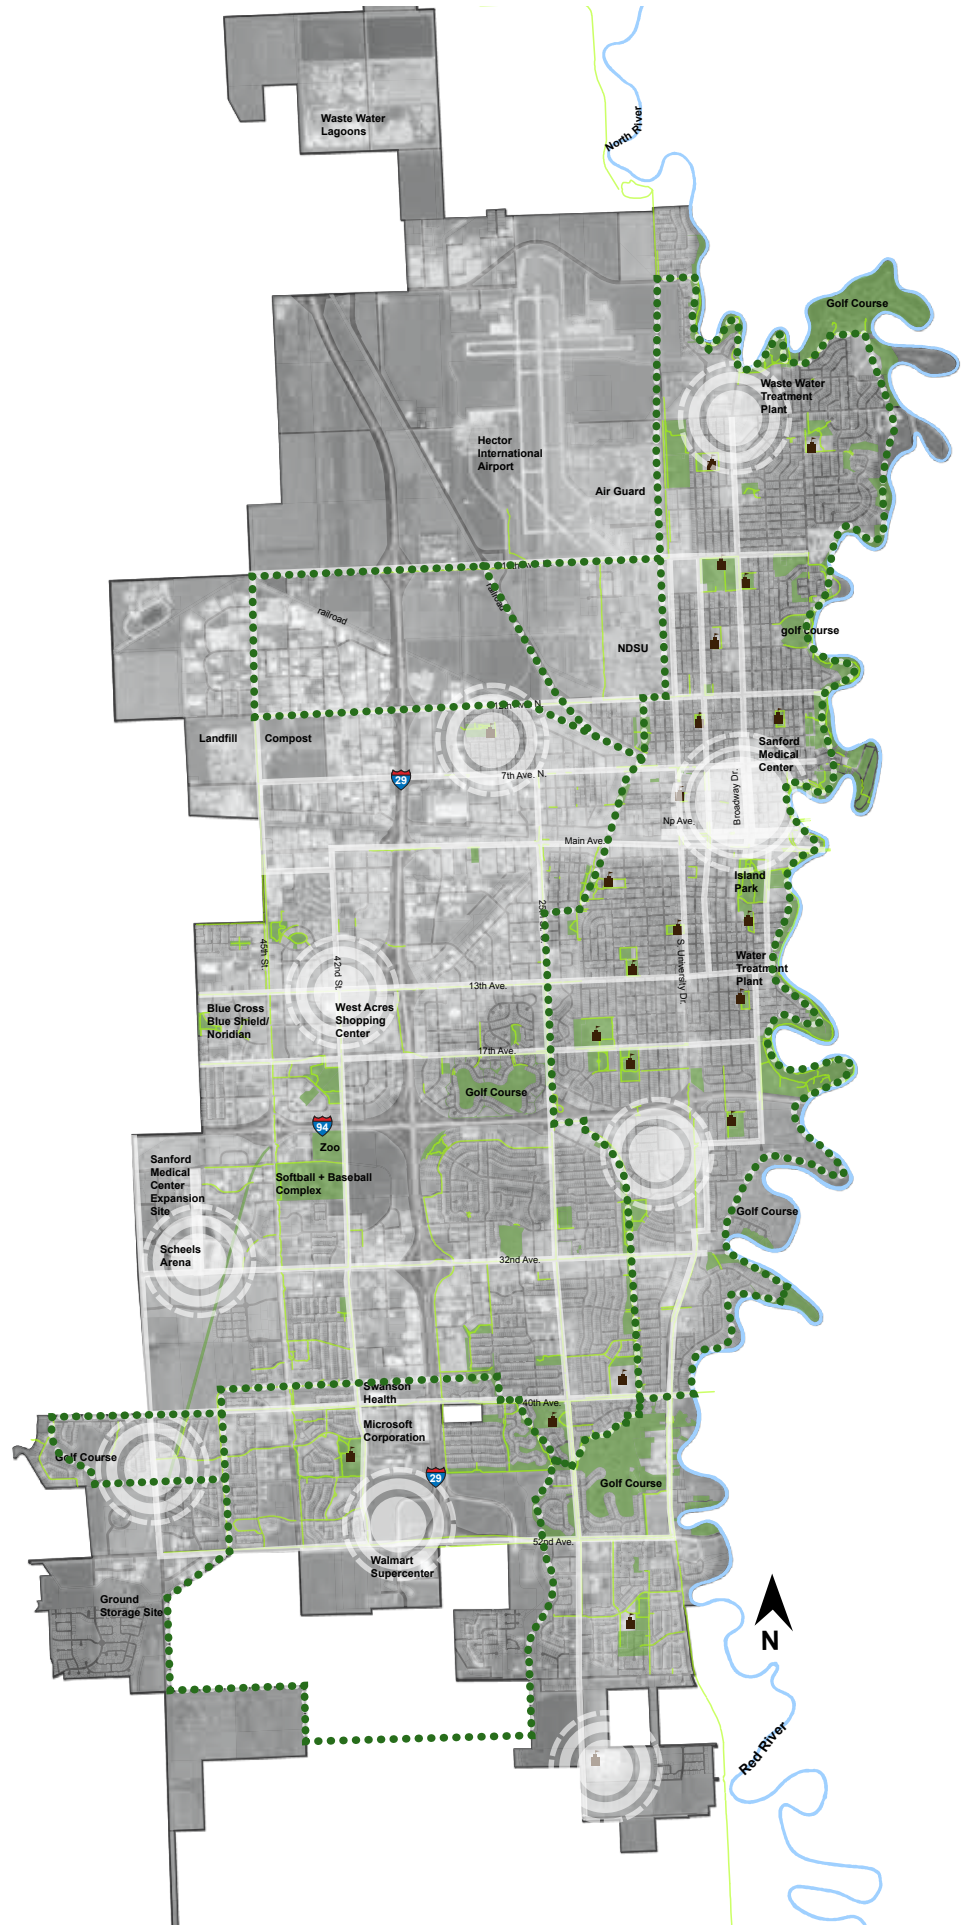 Waste Water
Lagoons
North River
Golf Course
Waste Water
Treatment
Plant
Hector
International
Airport
Air Guard
railroad
railroad
golf course
NDSU
12th Ave. N.
Landfill
Compost
Sanford
Medical
Center
29
7th Ave. N.
Broadway Dr.
Np Ave.
Main Ave.
Island
Park
25th St.
45th St.
42nd St.
S. University Dr.
Water
Treatment
Plant
13th Ave.
Blue Cross
Blue Shield/
Noridian
West Acres
Shopping
Center
17th Ave.
Golf Course
94
Zoo
Sanford
Medical
Center
Expansion
Site
Softball + Baseball
Complex
Golf Course
Scheels
Arena
32nd Ave.
Swanson
Health
40th Ave.
Microsoft
Corporation
Golf Course
29
Golf Course
52nd Ave.
Walmart
Supercenter
Ground
Storage Site
N
Red River